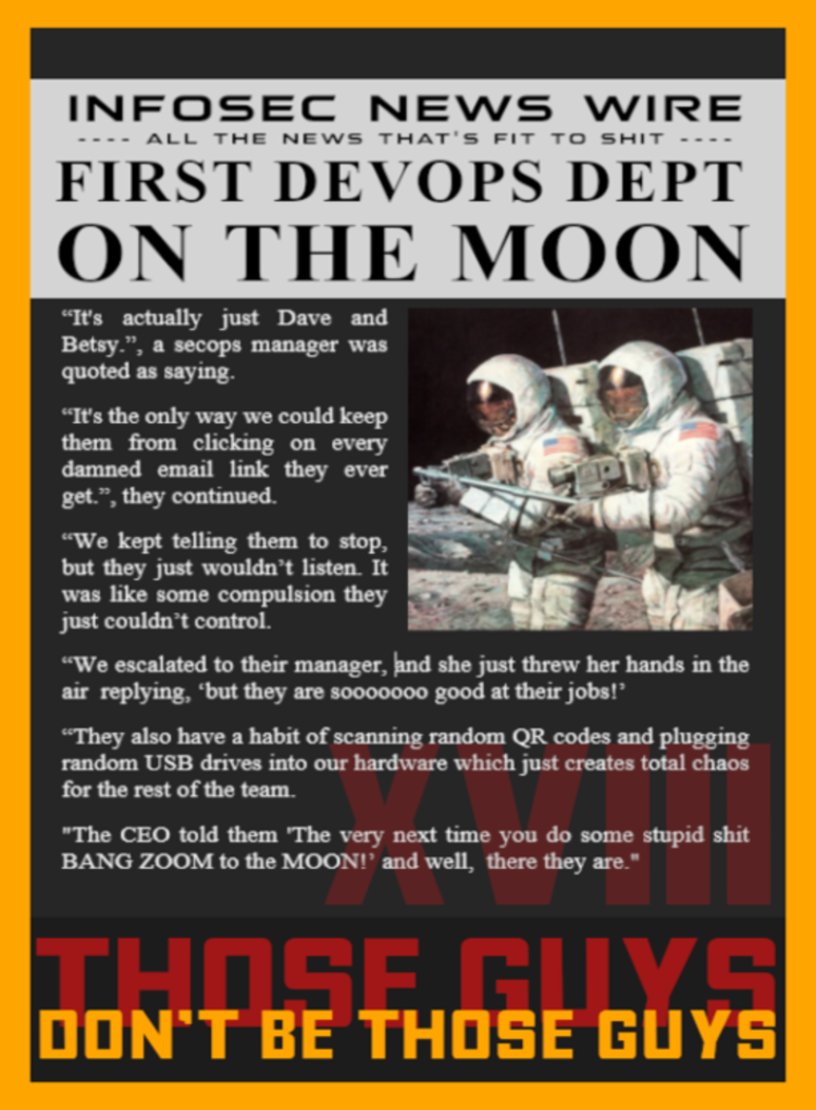 INFOSEC NEWS WIRE
---- ALL THE NEWS THAT'S FIT TO SHIT ----
FIRST DEVOPS DEPT
ON THE MOON
“It's actually just Dave and
Betsy.”, a secops manager was
quoted as saying.
“It's the only way we could keep
them from clicking on every
damned email link they ever
get.”, they continued.
“We kept telling them to stop,
but they just wouldn’t listen. It
was like some compulsion they
just couldn’t control.
“We escalated to their manager, and she just threw her hands in the
air replying, ‘but they are sooooooo good at their jobs!’
“They also have a habit of scanning random QR codes and plugging
random USB drives into our hardware which just creates total chaos
for the rest of the team.
"The CEO told them 'The very next time you do some stupid shit
BANG ZOOM to the MOON!’ and well, there they are."
XVIII
THOSE GUYS
DON'T BE THOSE GUYS